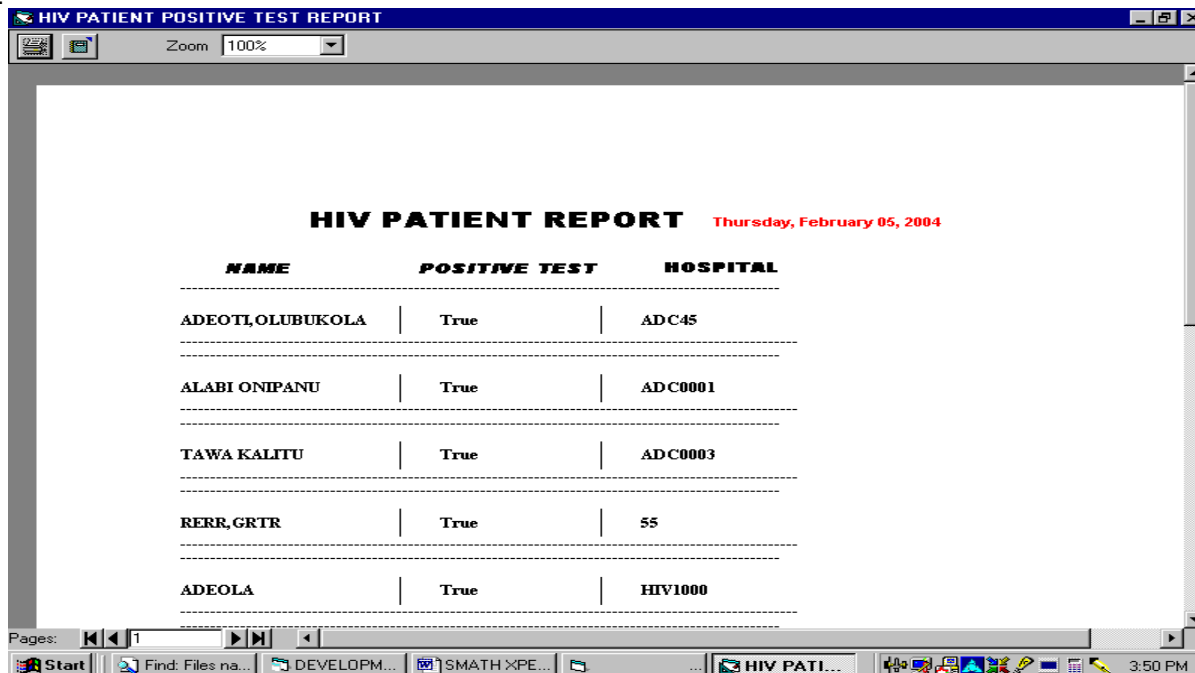 HIV PATIENT POSITIVE TEST REPORT
Zoom 100%
HIV PATIENT REPORT Thursday, February 05, 2004
NAME POSITIVE TEST HOSPITAL
ADEOTI,OLUBUKOLA True ADC45
ALABI ONIPANU True ADC0001
TAWA KALITU True ADC0003
RERR,GRTR True 55
ADEOLA True HIV1000
Pages: 1
Start Find: Files na... DEVELOPM... SMATH XPE... ... HIV PATI... 3:50 PM